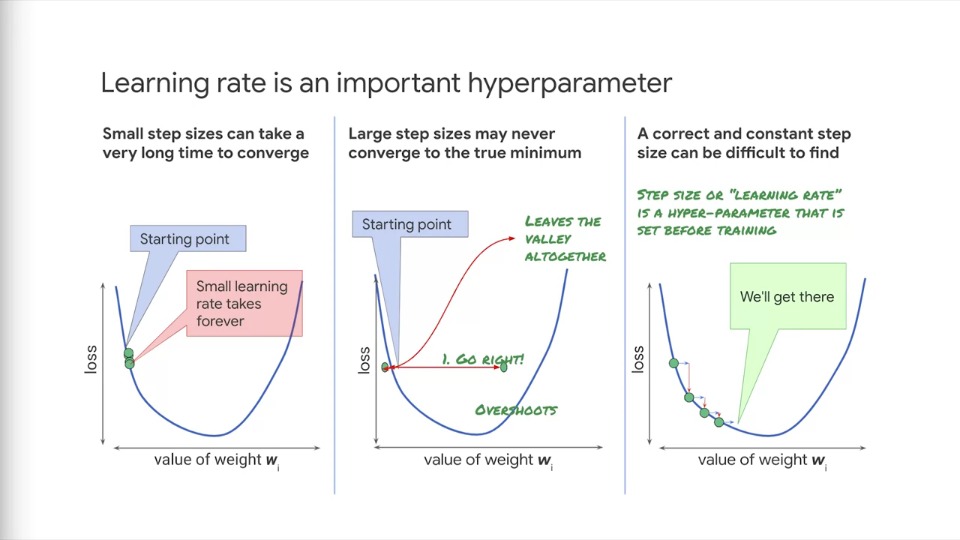 Learning rate is an important hyperparameter
Small step sizes can take a
very long time to converge
Starting point
Small learning
rate takes
forever
loss
value of weight wi
Large step sizes may never
converge to the true minimum
Starting point
Leaves the
valley
altogether
1. Go right!
Overshoots
loss
value of weight wi
A correct and constant step
size can be difficult to find
Step size or "learning rate"
is a hyper-parameter that is
set before training
We'll get there
loss
value of weight wi